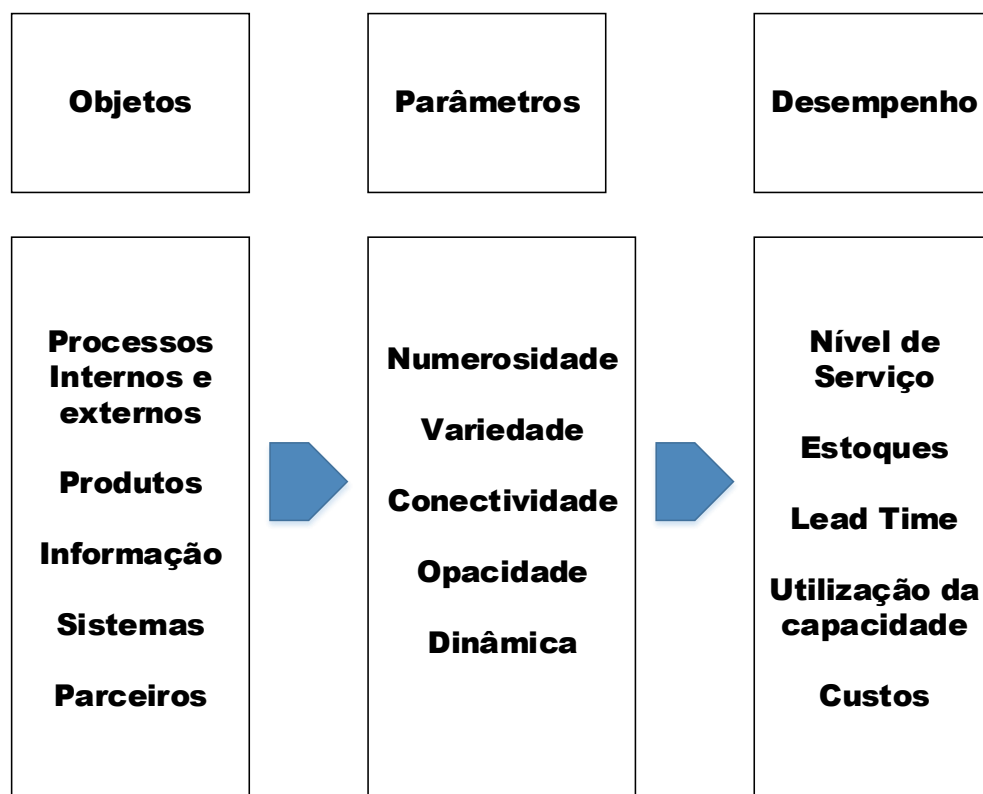 Objetos
Parâmetros
Desempenho
Processos
Internos e
externos
Produtos
Informação
Sistemas
Parceiros
Numerosidade
Variedade
Conectividade
Opacidade
Dinâmica
Nível de
Serviço
Estoques
Lead Time
Utilização da
capacidade
Custos